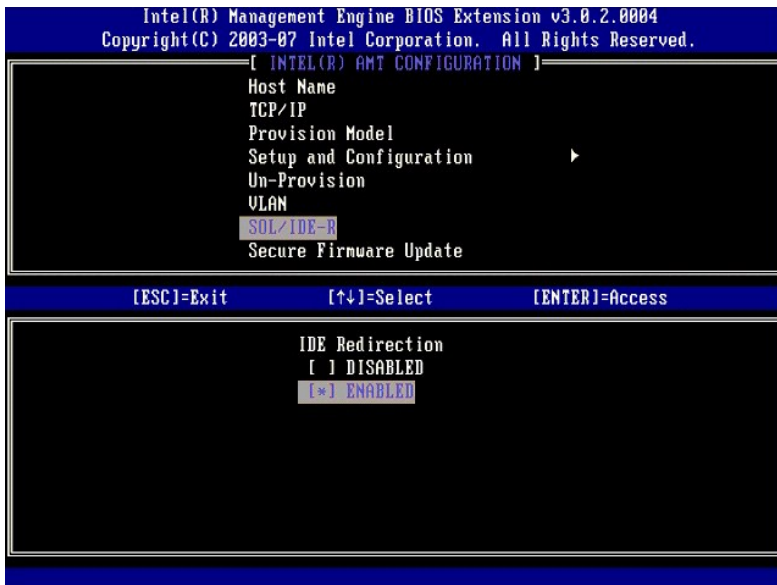 Intel(R) Management Engine BIOS Extension v3.0.2.0004
Copyright(C) 2003-07 Intel Corporation. All Rights Reserved.
[ INTEL(R) AMT CONFIGURATION ]
Host Name
TCP/IP
Provision Model
Setup and Configuration
Un-Provision
VLAN
SOL/IDE-R
Secure Firmware Update
[ESC]=Exit [↑↓]=Select [ENTER]=Access
IDE Redirection
[ ] DISABLED
[*] ENABLED